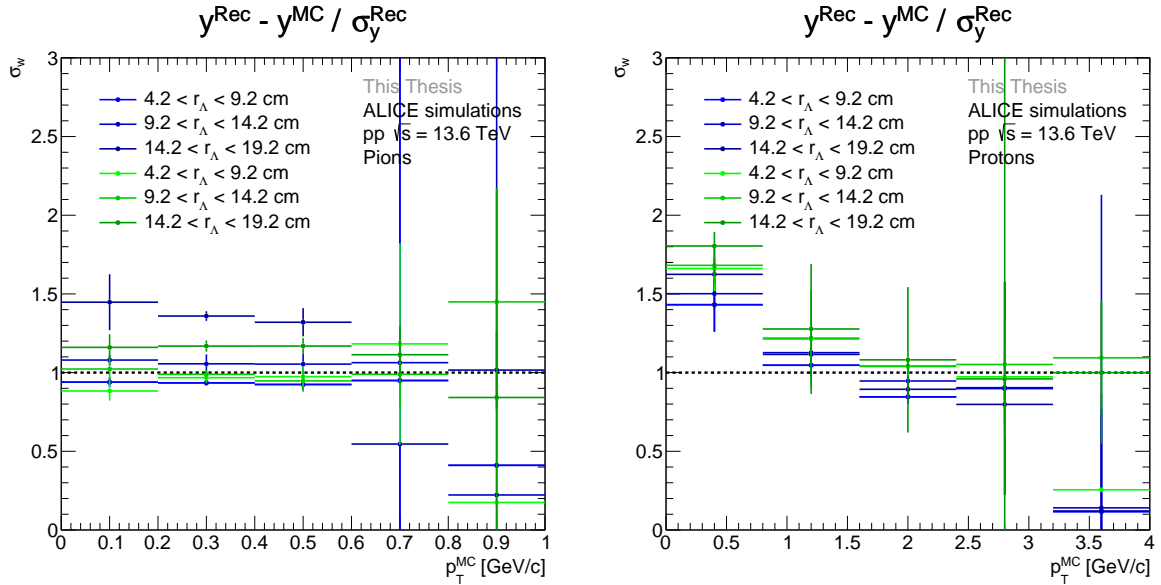 y^Rec - y^MC / σ_y^Rec
σ_w
This Thesis
ALICE simulations
pp √s = 13.6 TeV
Pions
4.2 < r_Λ < 9.2 cm
9.2 < r_Λ < 14.2 cm
14.2 < r_Λ < 19.2 cm
4.2 < r_Λ < 9.2 cm
9.2 < r_Λ < 14.2 cm
14.2 < r_Λ < 19.2 cm
3
2.5
2
1.5
1
0.5
0
0 0.1 0.2 0.3 0.4 0.5 0.6 0.7 0.8 0.9 1
p_T^MC [GeV/c]
y^Rec - y^MC / σ_y^Rec
σ_w
This Thesis
ALICE simulations
pp √s = 13.6 TeV
Protons
4.2 < r_Λ < 9.2 cm
9.2 < r_Λ < 14.2 cm
14.2 < r_Λ < 19.2 cm
4.2 < r_Λ < 9.2 cm
9.2 < r_Λ < 14.2 cm
14.2 < r_Λ < 19.2 cm
3
2.5
2
1.5
1
0.5
0
0 0.5 1 1.5 2 2.5 3 3.5 4
p_T^MC [GeV/c]